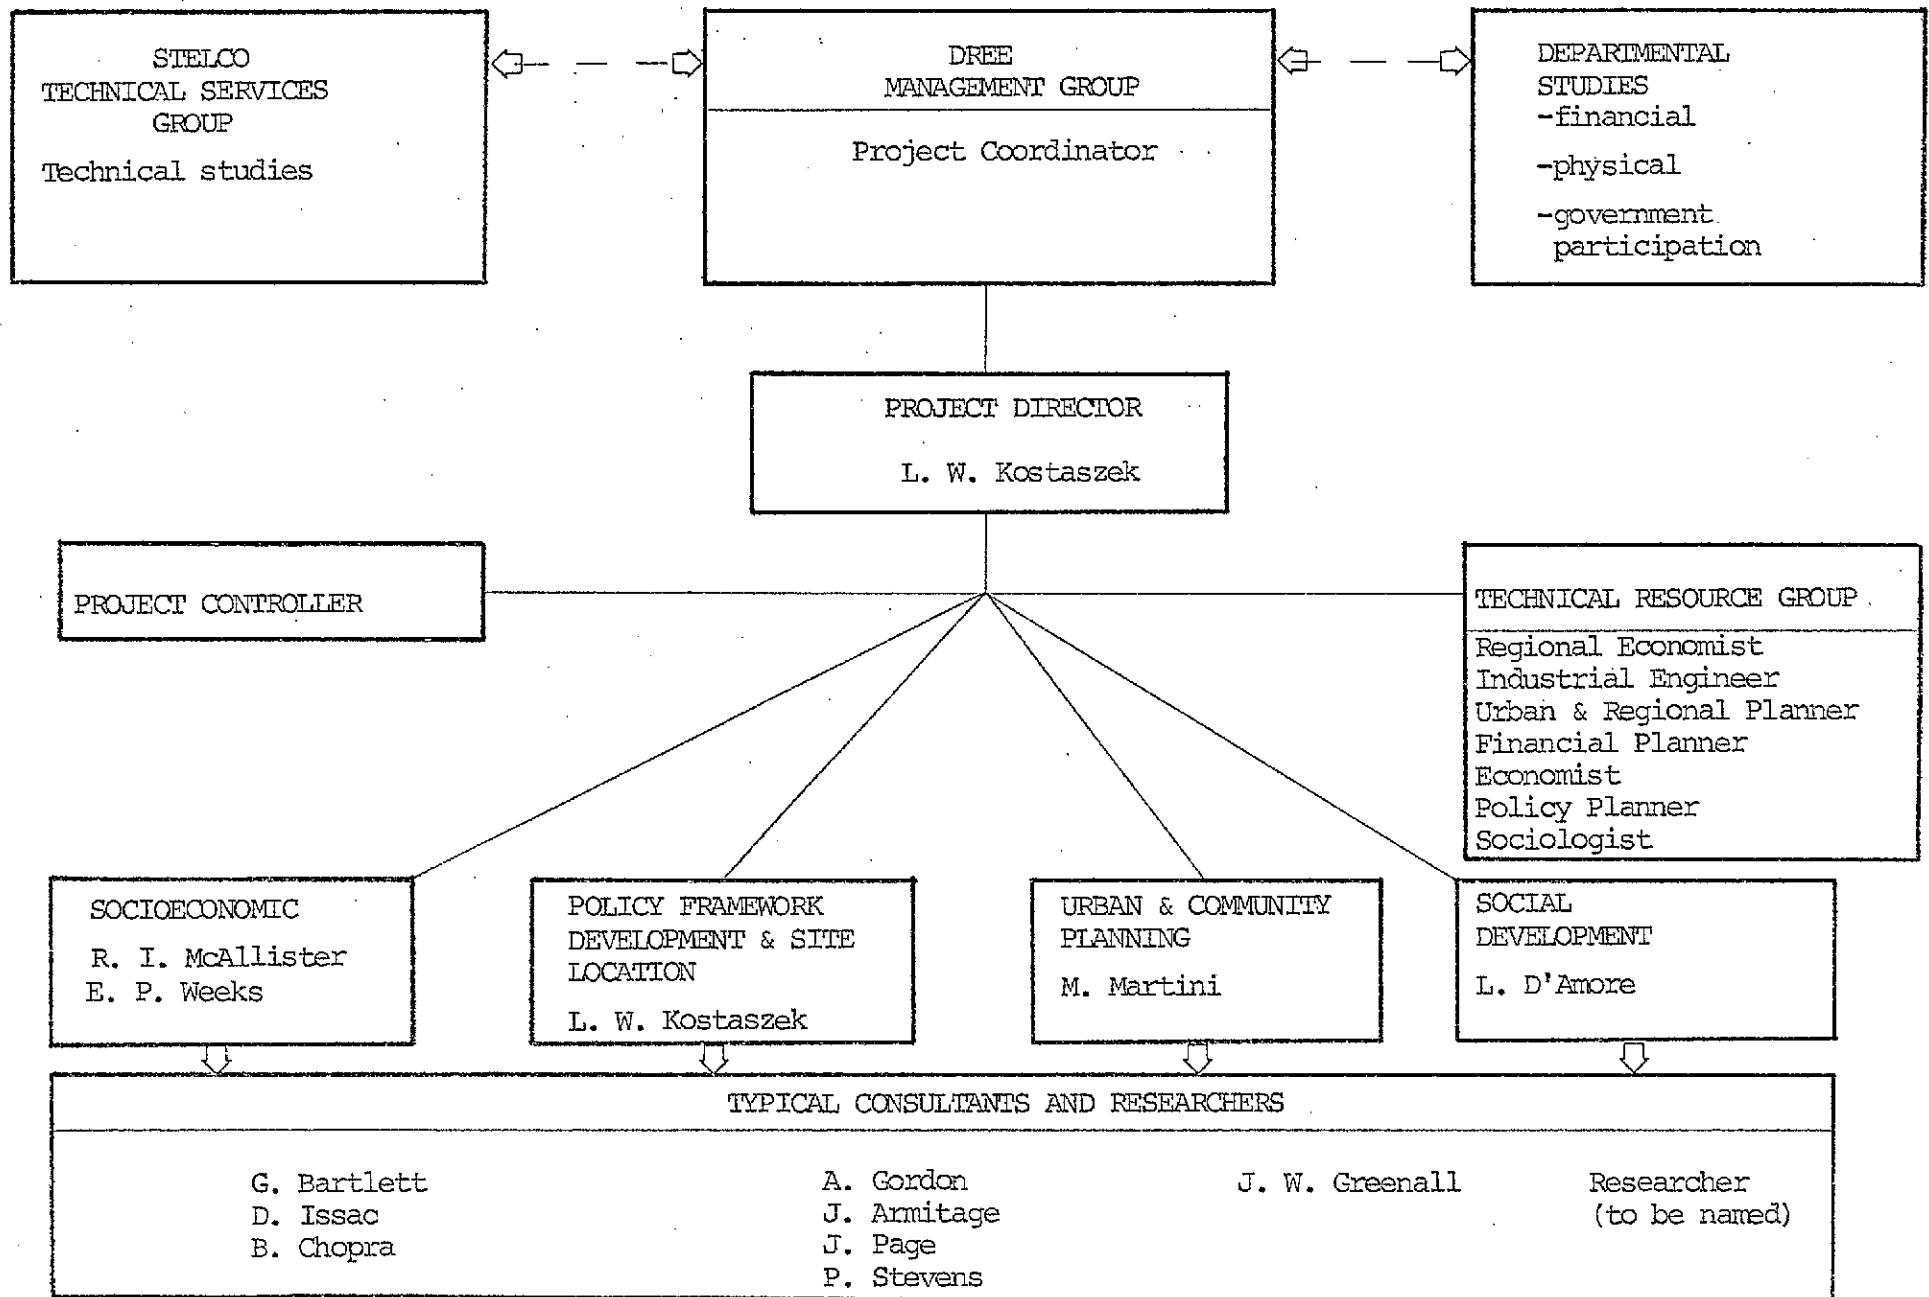 STELCO
TECHNICAL SERVICES
GROUP
Technical studies
DREE
MANAGEMENT GROUP
Project Coordinator
DEPARTMENTAL
STUDIES
-financial
-physical
-government
participation
PROJECT DIRECTOR
L. W. Kostaszek
PROJECT CONTROLLER
TECHNICAL RESOURCE GROUP
Regional Economist
Industrial Engineer
Urban & Regional Planner
Financial Planner
Economist
Policy Planner
Sociologist
SOCIOECONOMIC
R. I. McAllister
E. P. Weeks
POLICY FRAMEWORK
DEVELOPMENT & SITE
LOCATION
L. W. Kostaszek
URBAN & COMMUNITY
PLANNING
M. Martini
SOCIAL
DEVELOPMENT
L. D'Amore
TYPICAL CONSULTANTS AND RESEARCHERS
G. Bartlett
D. Issac
B. Chopra
A. Gordon
J. Armitage
J. Page
P. Stevens
J. W. Greenall
Researcher
(to be named)